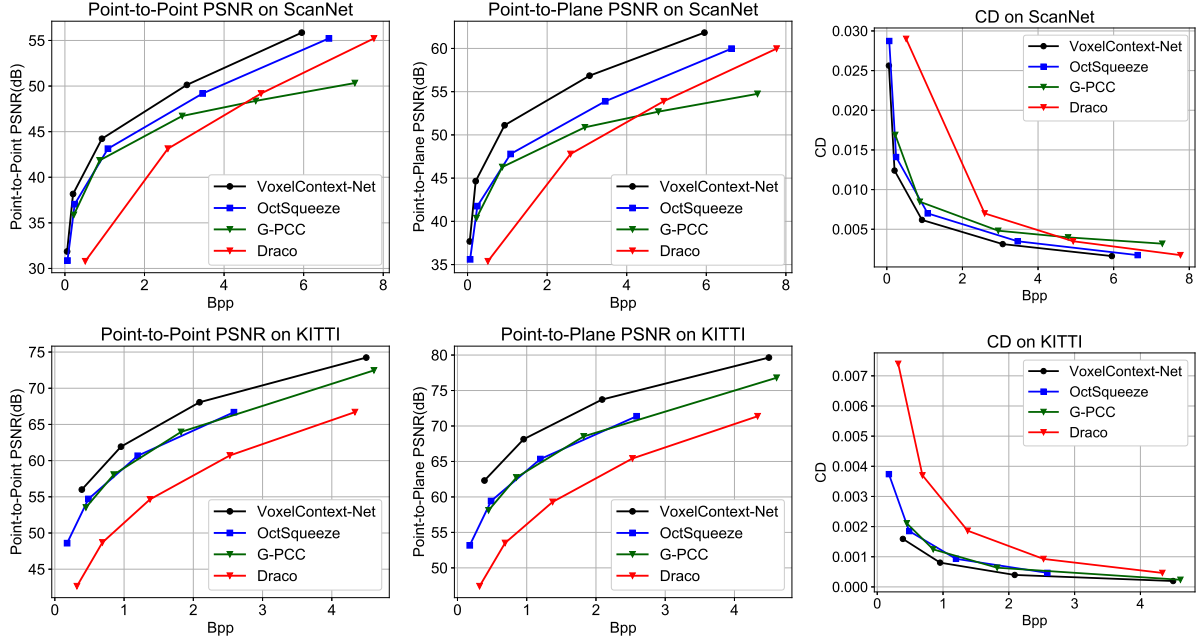 Point-to-Point PSNR on ScanNet
Point-to-Point PSNR(dB)
55
50
45
40
35
30
0 2 4 6 8
Bpp
VoxelContext-Net
OctSqueeze
G-PCC
Draco
Point-to-Plane PSNR on ScanNet
Point-to-Plane PSNR(dB)
60
55
50
45
40
35
0 2 4 6 8
Bpp
VoxelContext-Net
OctSqueeze
G-PCC
Draco
CD on ScanNet
CD
0.030
0.025
0.020
0.015
0.010
0.005
0 2 4 6 8
Bpp
VoxelContext-Net
OctSqueeze
G-PCC
Draco
Point-to-Point PSNR on KITTI
Point-to-Point PSNR(dB)
75
70
65
60
55
50
45
0 1 2 3 4
Bpp
VoxelContext-Net
OctSqueeze
G-PCC
Draco
Point-to-Plane PSNR on KITTI
Point-to-Plane PSNR(dB)
80
75
70
65
60
55
50
0 1 2 3 4
Bpp
VoxelContext-Net
OctSqueeze
G-PCC
Draco
CD on KITTI
CD
0.007
0.006
0.005
0.004
0.003
0.002
0.001
0.000
0 1 2 3 4
Bpp
VoxelContext-Net
OctSqueeze
G-PCC
Draco